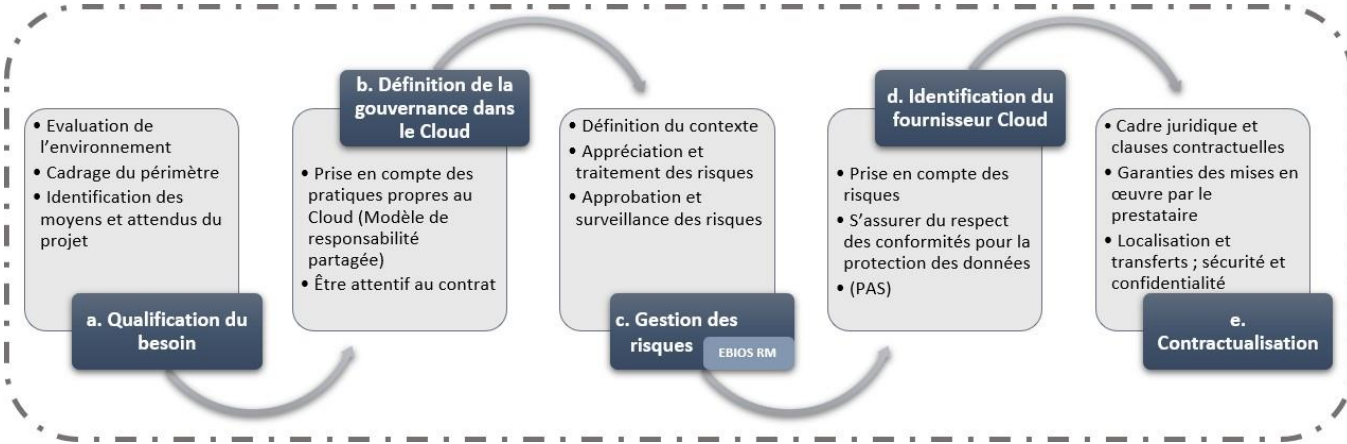 • Evaluation de
l'environnement
• Cadrage du périmètre
• Identification des
moyens et attendus du
projet
a. Qualification du
besoin
b. Définition de la
gouvernance dans
le Cloud
• Prise en compte des
pratiques propres au
Cloud (Modèle de
responsabilité
partagée)
• Être attentif au contrat
• Définition du contexte
• Appréciation et
traitement des risques
• Approbation et
surveillance des risques
c. Gestion des
risques
EBIOS RM
d. Identification du
fournisseur Cloud
• Prise en compte des
risques
• S'assurer du respect
des conformités pour la
protection des données
• (PAS)
• Cadre juridique et
clauses contractuelles
• Garanties des mises en
œuvre par le
prestataire
• Localisation et
transferts ; sécurité et
confidentialité
e.
Contractualisation